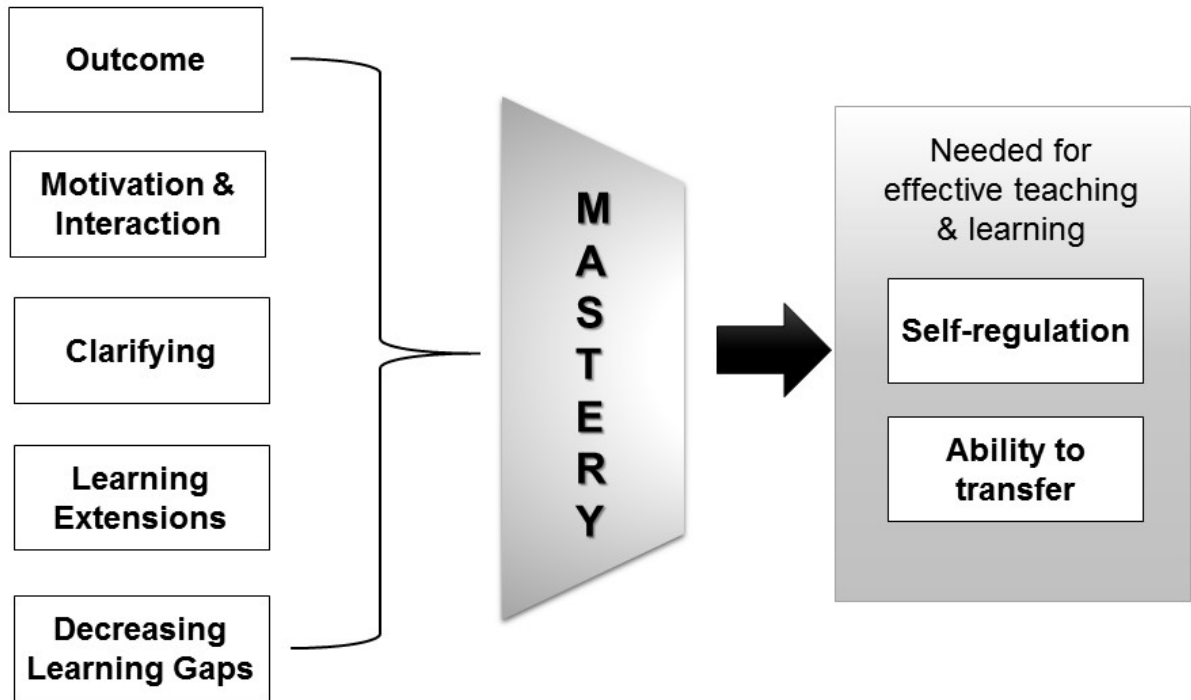 Outcome
Motivation &
Interaction
Clarifying
Learning
Extensions
Decreasing
Learning Gaps
MASTERY
Needed for
effective teaching
& learning
Self-regulation
Ability to
transfer